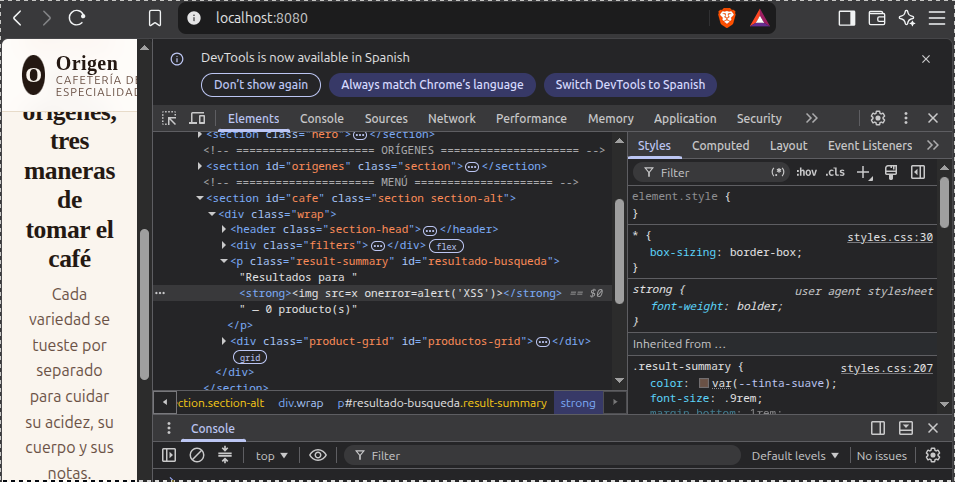 localhost:8080
Origen
CAFETERÍA DE
ESPECIALIDAD
orígenes,
tres
maneras
de
tomar el
café
Cada
variedad se
tueste por
separado
para cuidar
su acidez, su
cuerpo y sus
notas.
DevTools is now available in Spanish
Don't show again
Always match Chrome's language
Switch DevTools to Spanish
Elements Console Sources Network Performance Memory Application Security
<section class="hero">…</section>
<!-- ==================== ORÍGENES ==================== -->
<section id="origenes" class="section">…</section>
<!-- ==================== MENÚ ==================== -->
<section id="cafe" class="section section-alt">
<div class="wrap">
<header class="section-head">…</header>
<div class="filters">…</div> flex
<p class="result-summary" id="resultado-busqueda">
"Resultados para "
<strong><img src=x onerror=alert('XSS')></strong> == $0
" — 0 producto(s)"
</p>
<div class="product-grid" id="productos-grid">…</div>
grid
</div>
</section>
ction.section-alt div.wrap p#resultado-busqueda.result-summary strong
Styles Computed Layout Event Listeners
Filter :hov .cls
element.style {
}
* { styles.css:30
box-sizing: border-box;
}
strong { user agent stylesheet
font-weight: bolder;
}
Inherited from …
.result-summary { styles.css:207
color: var(--tinta-suave);
font-size: .9rem;
margin-bottom: 1rem;
Console
top Filter Default levels No issues